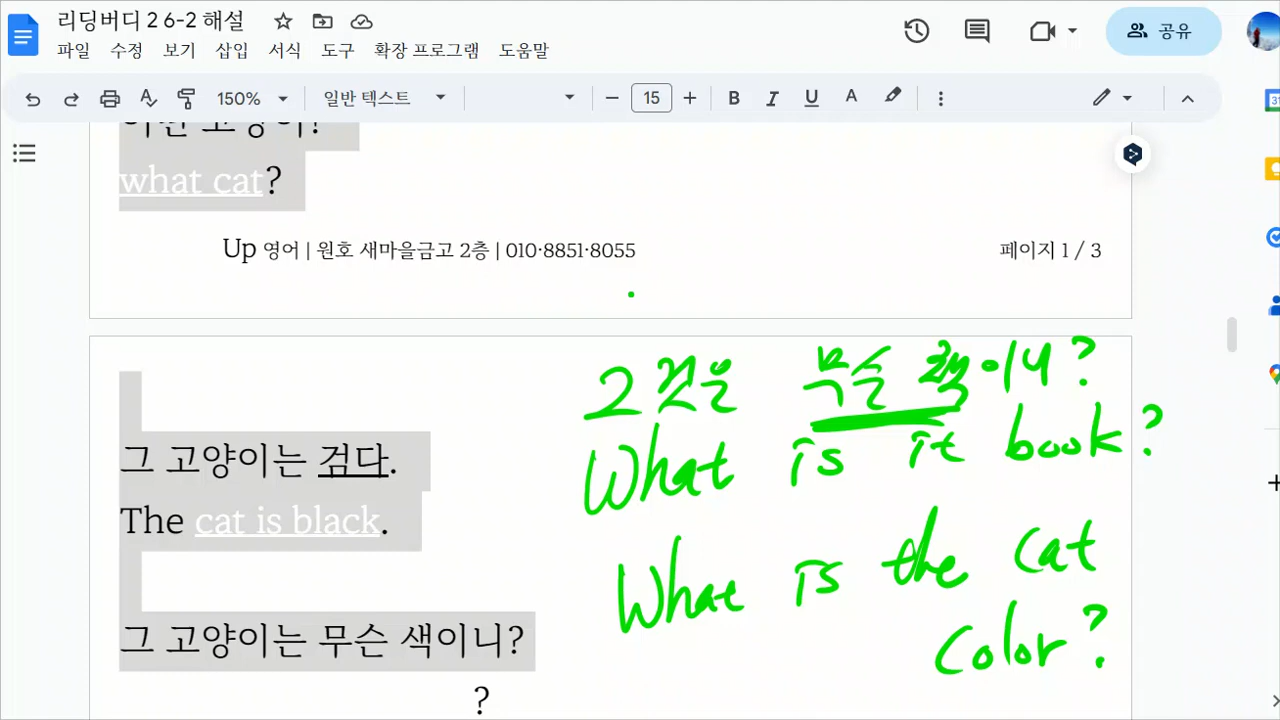 리딩버디 2 6-2 해설
파일 수정 보기 삽입 서식 도구 확장 프로그램 도움말
공유
150% 일반 텍스트 15 B I U A
what cat?
Up 영어 | 원호 새마을금고 2층 | 010·8851·8055
페이지 1 / 3
그것은 무슨 책이니?
What is it book?
그 고양이는 검다.
The cat is black.
What is the cat
color?
그 고양이는 무슨 색이니?
?